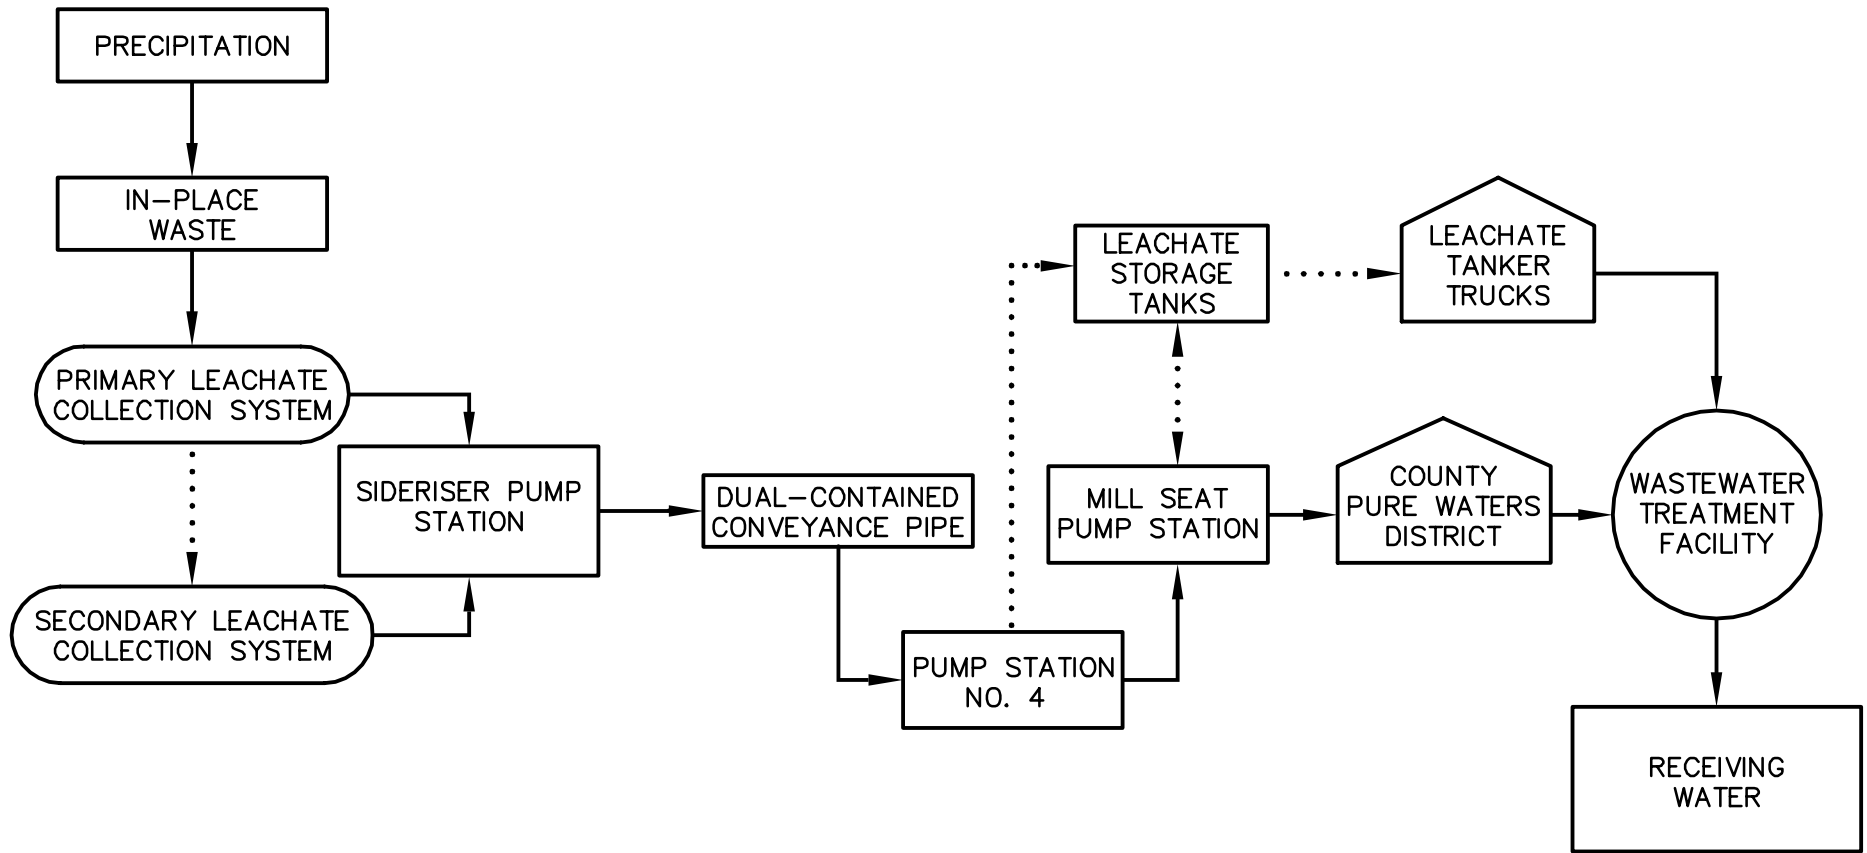 PRECIPITATION
IN-PLACE
WASTE
PRIMARY LEACHATE
COLLECTION SYSTEM
SECONDARY LEACHATE
COLLECTION SYSTEM
SIDERISER PUMP
STATION
DUAL-CONTAINED
CONVEYANCE PIPE
PUMP STATION
NO. 4
LEACHATE
STORAGE
TANKS
MILL SEAT
PUMP STATION
LEACHATE
TANKER
TRUCKS
COUNTY
PURE WATERS
DISTRICT
WASTEWATER
TREATMENT
FACILITY
RECEIVING
WATER